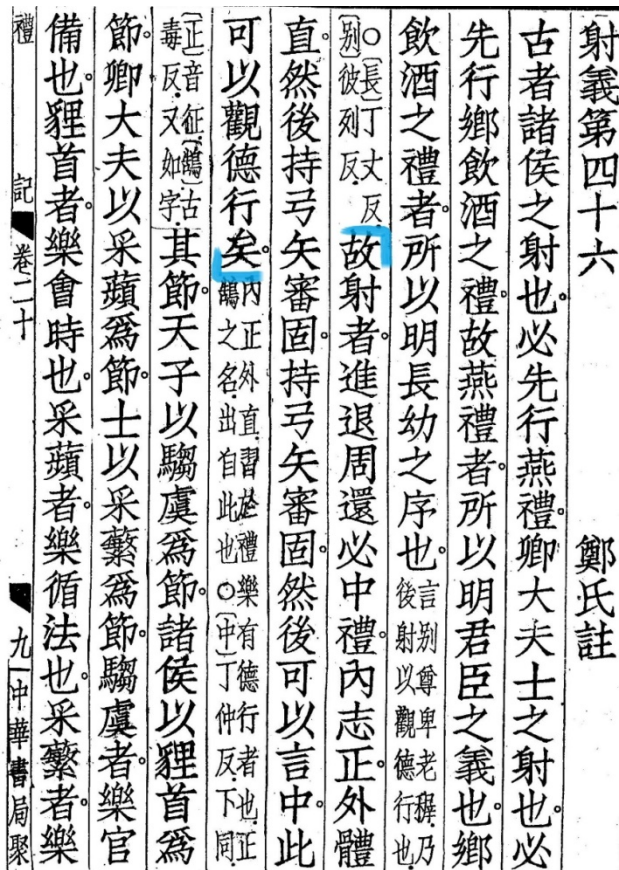 射義第四十六　鄭氏註
古者諸侯之射也。必先行燕禮。卿大夫士之射也。必
先行鄉飲酒之禮。故燕禮者。所以明君臣之義也。鄉
飲酒之禮者。所以明長幼之序也。言別尊卑老穉乃後射以觀德行也
○〔長〕丁丈反〔別〕彼列反故射者。進退周還必中禮。內志正。外體
直。然後持弓矢審固。持弓矢審固。然後可以言中。此
可以觀德行矣。內正外直習於禮樂有德行者也正鵠之名出自此也○〔中〕丁仲反下同
〔正〕音征〔鵠〕古毒反又如字其節。天子以騶虞爲節。諸侯以貍首爲
節。卿大夫以采蘋爲節。士以采蘩爲節。騶虞者。樂官
備也。貍首者。樂會時也。采蘋者。樂循法也。采蘩者。樂
禮　記　卷二十　九　中華書局聚